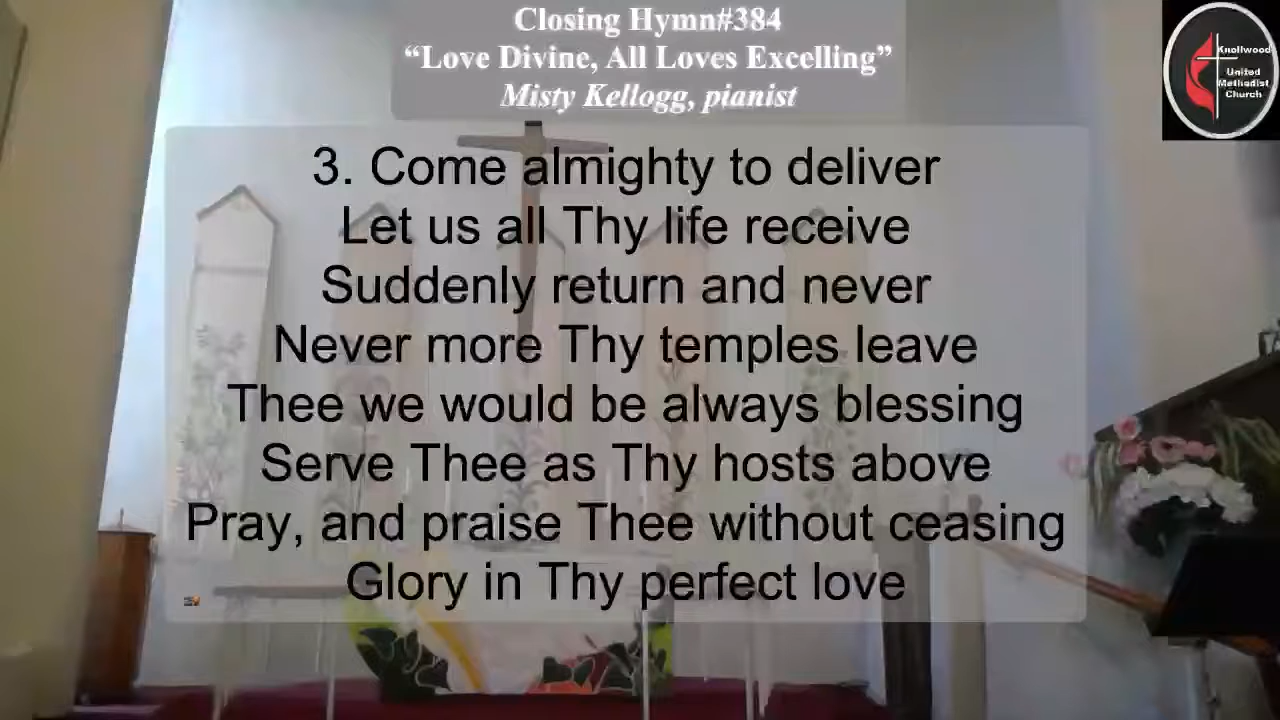 Closing Hymn#384
“Love Divine, All Loves Excelling”
Misty Kellogg, pianist
Knollwood
United
Methodist
Church
3. Come almighty to deliver
Let us all Thy life receive
Suddenly return and never
Never more Thy temples leave
Thee we would be always blessing
Serve Thee as Thy hosts above
Pray, and praise Thee without ceasing
Glory in Thy perfect love